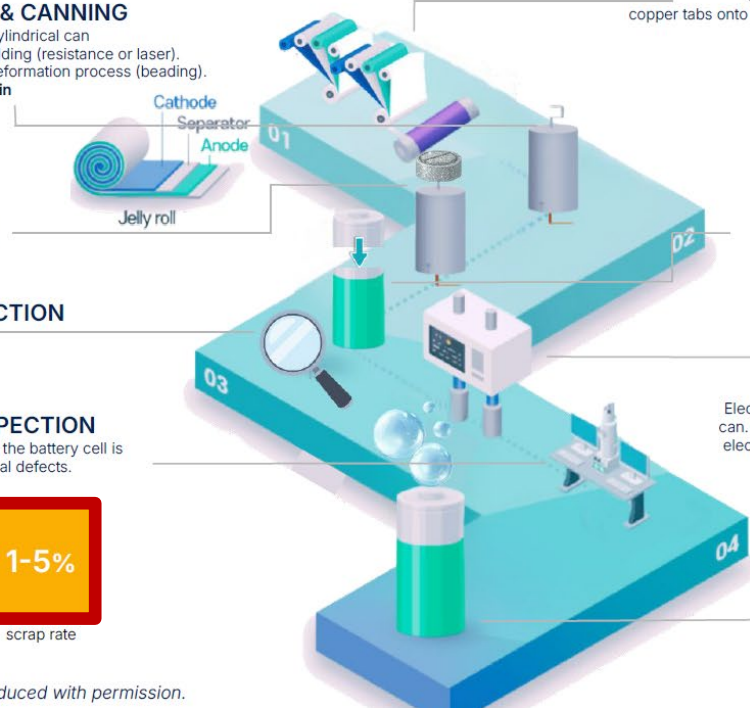 & CANNING
ylindrical can
ding (resistance or laser).
eformation process (beading).
in
copper tabs onto
Cathode
Separator
Anode
Jelly roll
01
02
CTION
03
PECTION
the battery cell is
al defects.
Elec
can.
elec
04
1-5%
scrap rate
duced with permission.